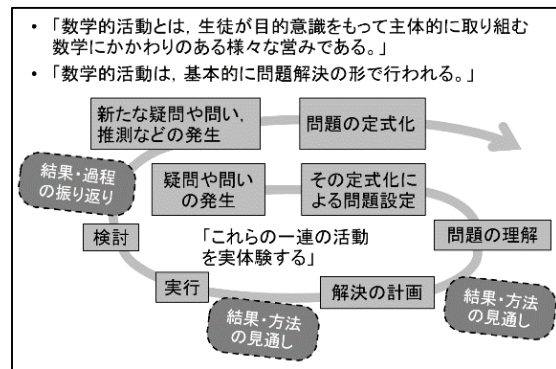 • 「数学的活動とは，生徒が目的意識をもって主体的に取り組む
数学にかかわりのある様々な営みである。」
• 「数学的活動は，基本的に問題解決の形で行われる。」
新たな疑問や問い，
推測などの発生
問題の定式化
結果・過程
の振り返り
疑問や問い
の発生
その定式化に
よる問題設定
検討
「これらの一連の活動
を実体験する」
問題の理解
実行
解決の計画
結果・方法
の見通し
結果・方法
の見通し